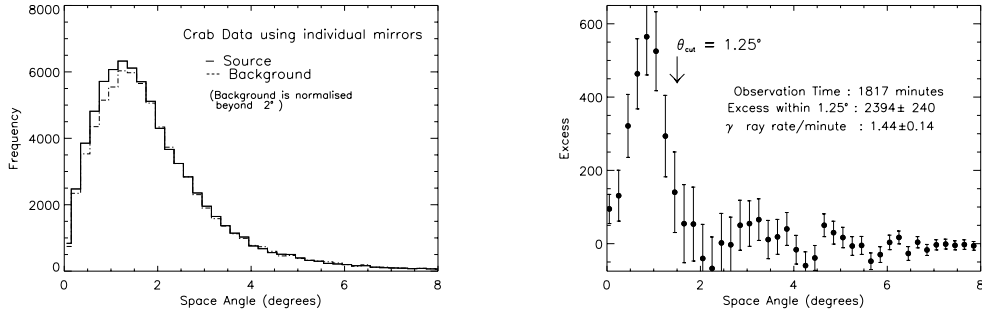 8000
6000
4000
2000
0
Frequency
Crab Data using individual mirrors
— Source
--- Background
(Background is normalised
beyond 2°)
0 2 4 6 8
Space Angle (degrees)
600
400
200
0
Excess
θcut = 1.25°
Observation Time : 1817 minutes
Excess within 1.25° : 2394± 240
γ ray rate/minute : 1.44±0.14
0 2 4 6 8
Space Angle (degrees)